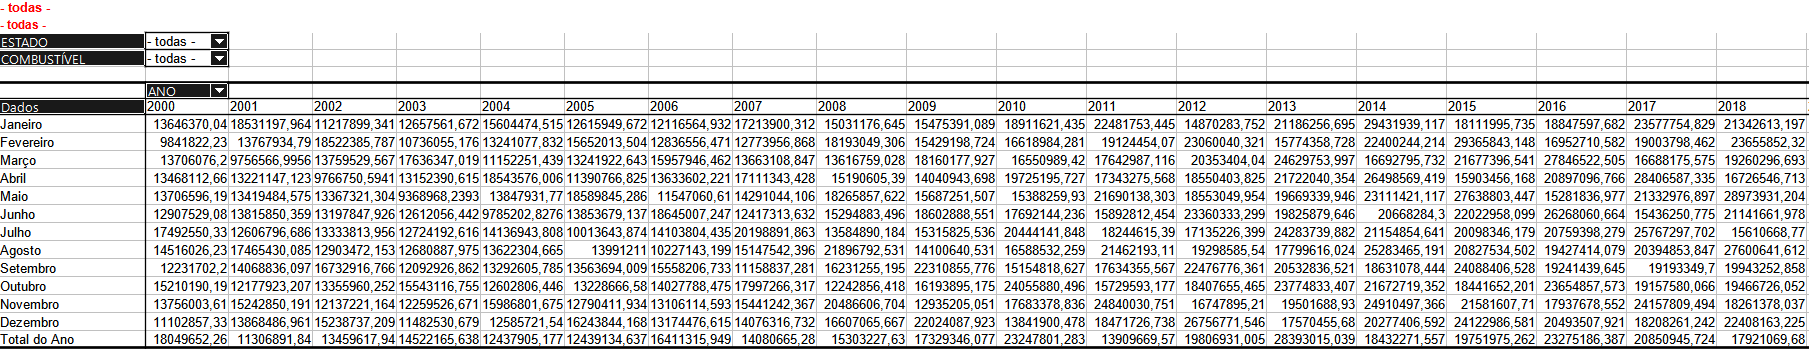 - todas -
- todas -
ESTADO - todas -
COMBUSTÍVEL - todas -
ANO
Dados 2000 2001 2002 2003 2004 2005 2006 2007 2008 2009 2010 2011 2012 2013 2014 2015 2016 2017 2018
Janeiro 13646370,04 18531197,964 11217899,341 12657561,672 15604474,515 12615949,672 12116564,932 17213900,312 15031176,645 15475391,089 18911621,435 22481753,445 14870283,752 21186256,695 29431939,117 18111995,735 18847597,682 23577754,829 21342613,197
Fevereiro 9841822,23 13767934,79 18522385,787 10736055,176 13241077,832 15652013,504 12836556,471 12773956,868 18193049,306 15429198,724 16618984,281 19124454,07 23060040,321 15774358,728 22400244,214 29365843,148 16952710,582 19003798,462 23655852,32
Março 13706076,2 9756566,9956 13759529,567 17636347,019 11152251,439 13241922,643 15957946,462 13663108,847 13616759,028 18160177,927 16550989,42 17642987,116 20353404,04 24629753,997 16692795,732 21677396,541 27846522,505 16688175,575 19260296,693
Abril 13468112,66 13221147,123 9766750,5941 13152390,615 18543576,006 11390766,825 13633602,221 17111343,428 15190605,39 14040943,698 19725195,727 17343275,568 18550403,825 21722040,354 26498569,419 15903456,168 20897096,766 28406587,335 16726546,713
Maio 13706596,19 13419484,575 13367321,304 9368968,2393 13847931,77 18589845,286 11547060,61 14291044,106 18265857,622 15687251,507 15388259,93 21690138,303 18553049,954 19669339,946 23111421,117 27638803,447 15281836,977 21332976,897 28973931,204
Junho 12907529,08 13815850,359 13197847,926 12612056,442 9785202,8276 13853679,137 18645007,247 12417313,632 15294883,496 18602888,551 17692144,236 15892812,454 23360333,299 19825879,646 20668284,3 22022958,099 26268060,664 15436250,775 21141661,978
Julho 17492550,33 12606796,686 13333813,956 12724192,616 14136943,808 10013643,874 14103804,435 20198891,863 13584890,184 15315825,536 20444141,848 18244615,39 17135226,399 24283739,882 21154854,641 20098346,179 20759398,279 25767297,702 15610668,77
Agosto 14516026,23 17465430,085 12903472,153 12680887,975 13622304,665 13991211 10227143,199 15147542,396 21896792,531 14100640,531 16588532,259 21462193,11 19298585,54 17799616,024 25283465,191 20827534,502 19427414,079 20394853,847 27600641,612
Setembro 12231702,2 14068836,097 16732916,766 12092926,862 13292605,785 13563694,009 15558206,733 11158837,281 16231255,195 22310855,776 15154818,627 17634355,567 22476776,361 20532836,521 18631078,444 24088406,528 19241439,645 19193349,7 19943252,858
Outubro 15210190,19 12177923,207 13355960,252 15543116,755 12602806,446 13228666,58 14027788,475 17997266,317 12242856,418 16193895,175 24055880,496 15729593,177 18407655,465 23774833,407 21672719,352 18441652,201 23654857,573 19157580,066 19466726,052
Novembro 13756003,61 15242850,191 12137221,164 12259526,671 15986801,675 12790411,934 13106114,593 15441242,367 20486606,704 12935205,051 17683378,836 24840030,751 16747895,21 19501688,93 24910497,366 21581607,71 17937678,552 24157809,494 18261378,037
Dezembro 11102857,33 13868486,961 15238737,209 11482530,679 12585721,54 16243844,168 13174476,615 14076316,732 16607065,667 22024087,923 13841900,478 18471726,738 26756771,546 17570455,68 20277406,592 24122986,581 20493507,921 18208261,242 22408163,225
Total do Ano 18049652,26 11306891,84 13459617,94 14522165,638 12437905,177 12439134,637 16411315,949 14080665,28 15303227,63 17329346,077 23247801,283 13909669,57 19806931,005 28393015,039 18432271,557 19751975,262 23275186,387 20850945,724 17921069,68